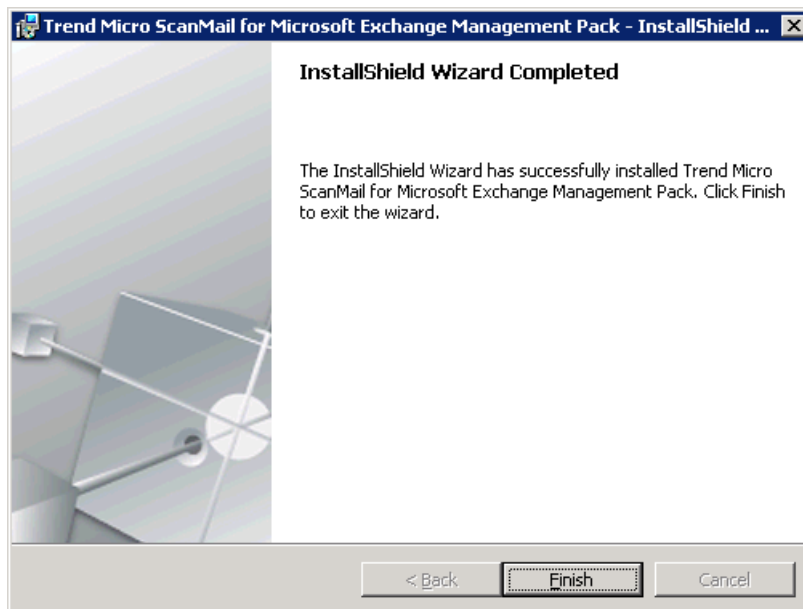 Trend Micro ScanMail for Microsoft Exchange Management Pack - InstallShield ...
InstallShield Wizard Completed
The InstallShield Wizard has successfully installed Trend Micro
ScanMail for Microsoft Exchange Management Pack. Click Finish
to exit the wizard.
< Back
Finish
Cancel